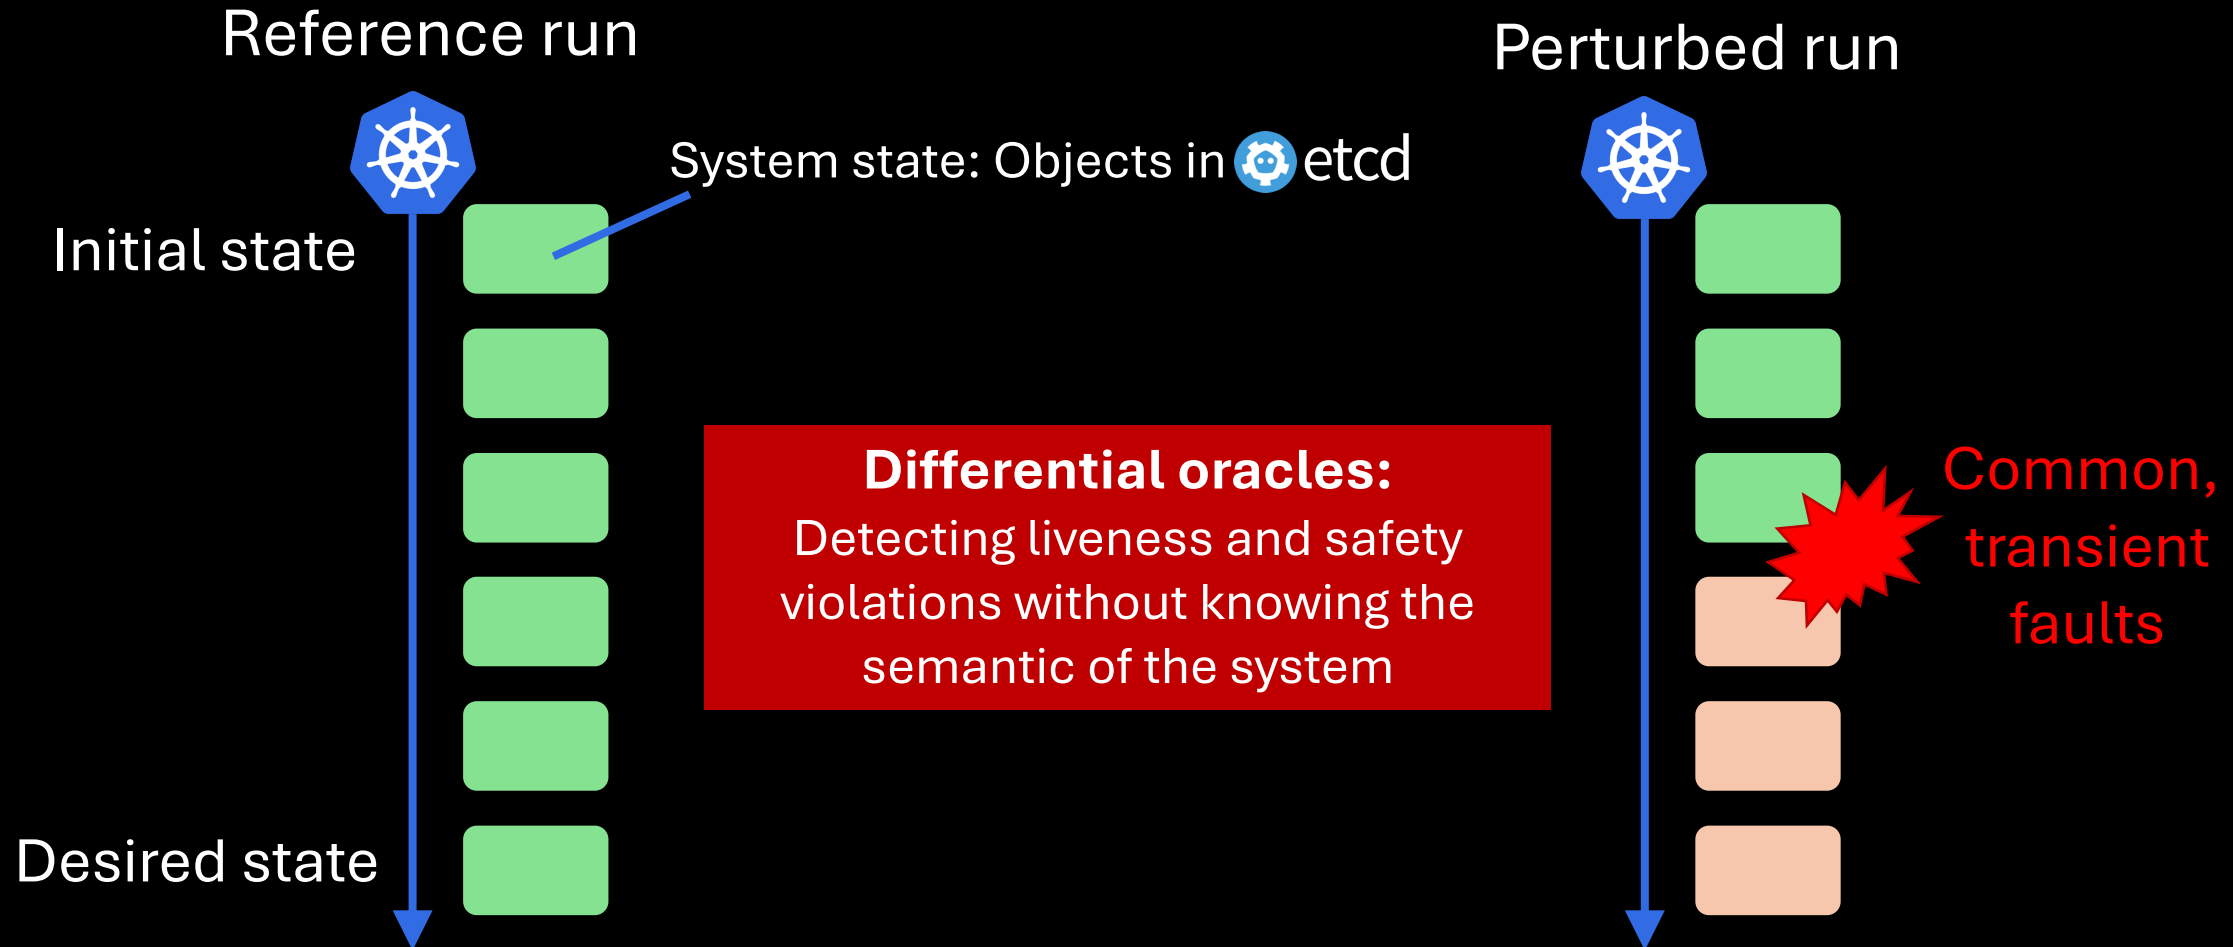 Reference run
Perturbed run
System state: Objects in etcd
Initial state
Differential oracles:
Detecting liveness and safety
violations without knowing the
semantic of the system
Common,
transient
faults
Desired state